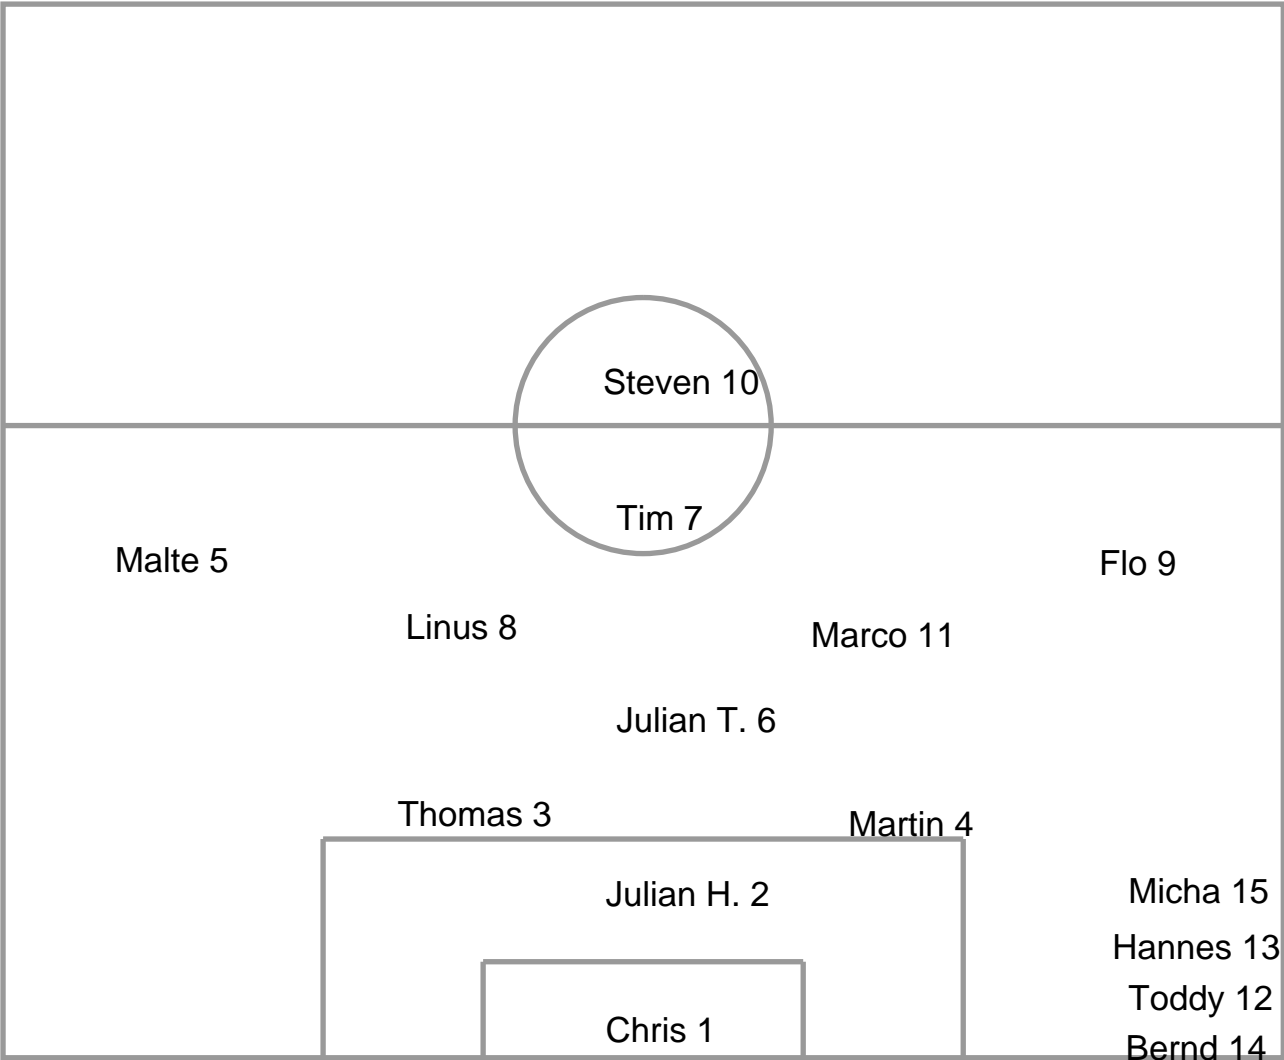 Steven 10
Tim 7
Malte 5
Flo 9
Linus 8
Marco 11
Julian T. 6
Thomas 3
Martin 4
Julian H. 2
Micha 15
Hannes 13
Toddy 12
Chris 1
Bernd 14